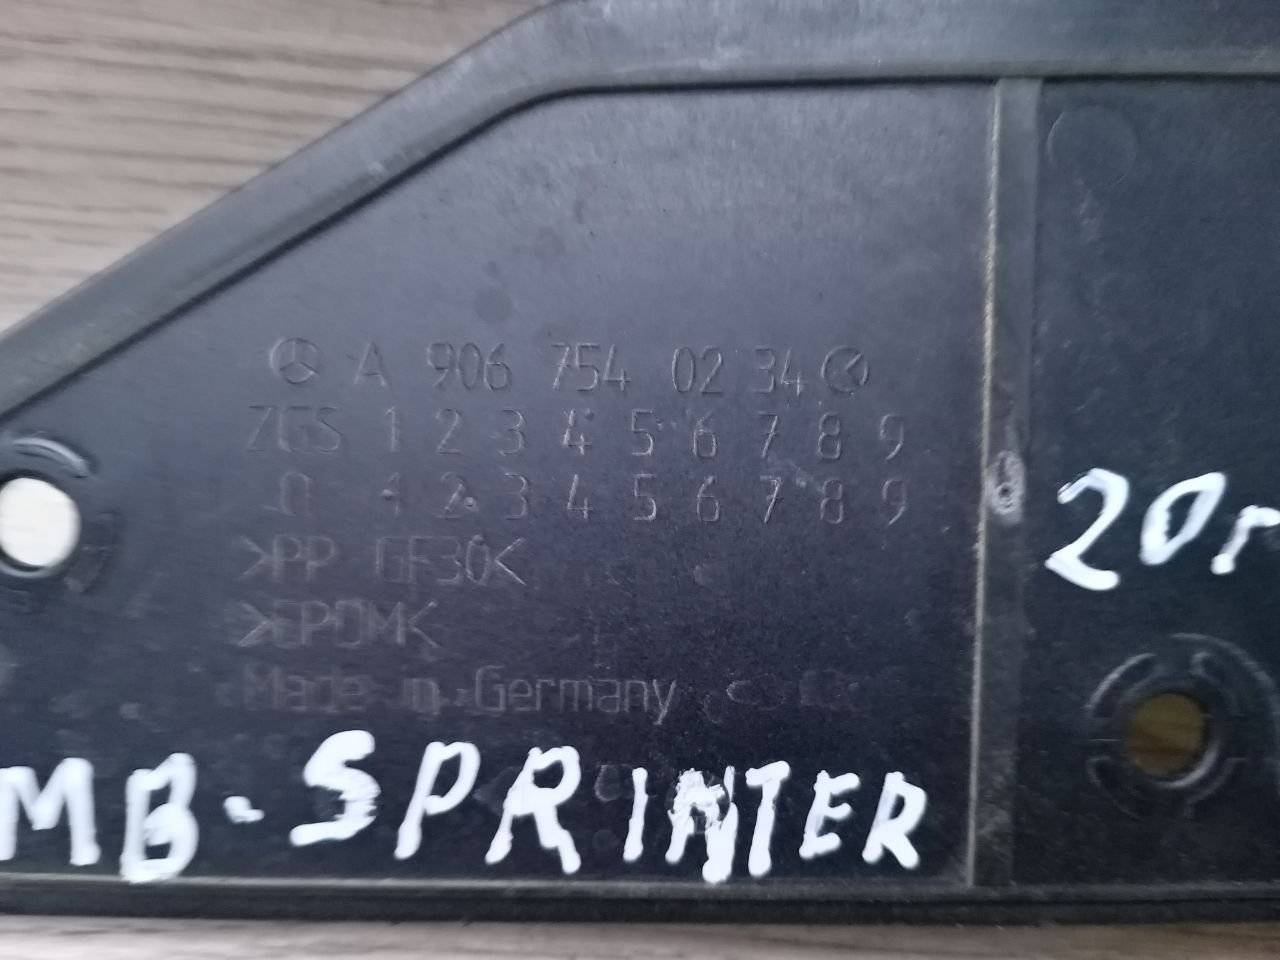 A 906 754 02 34
ZGS 1 2 3 4 5 6 7 8 9
0 1 2 3 4 5 6 7 8 9
>PP GF30<
>EPDM<
Made in Germany
20г
MB-SPRINTER